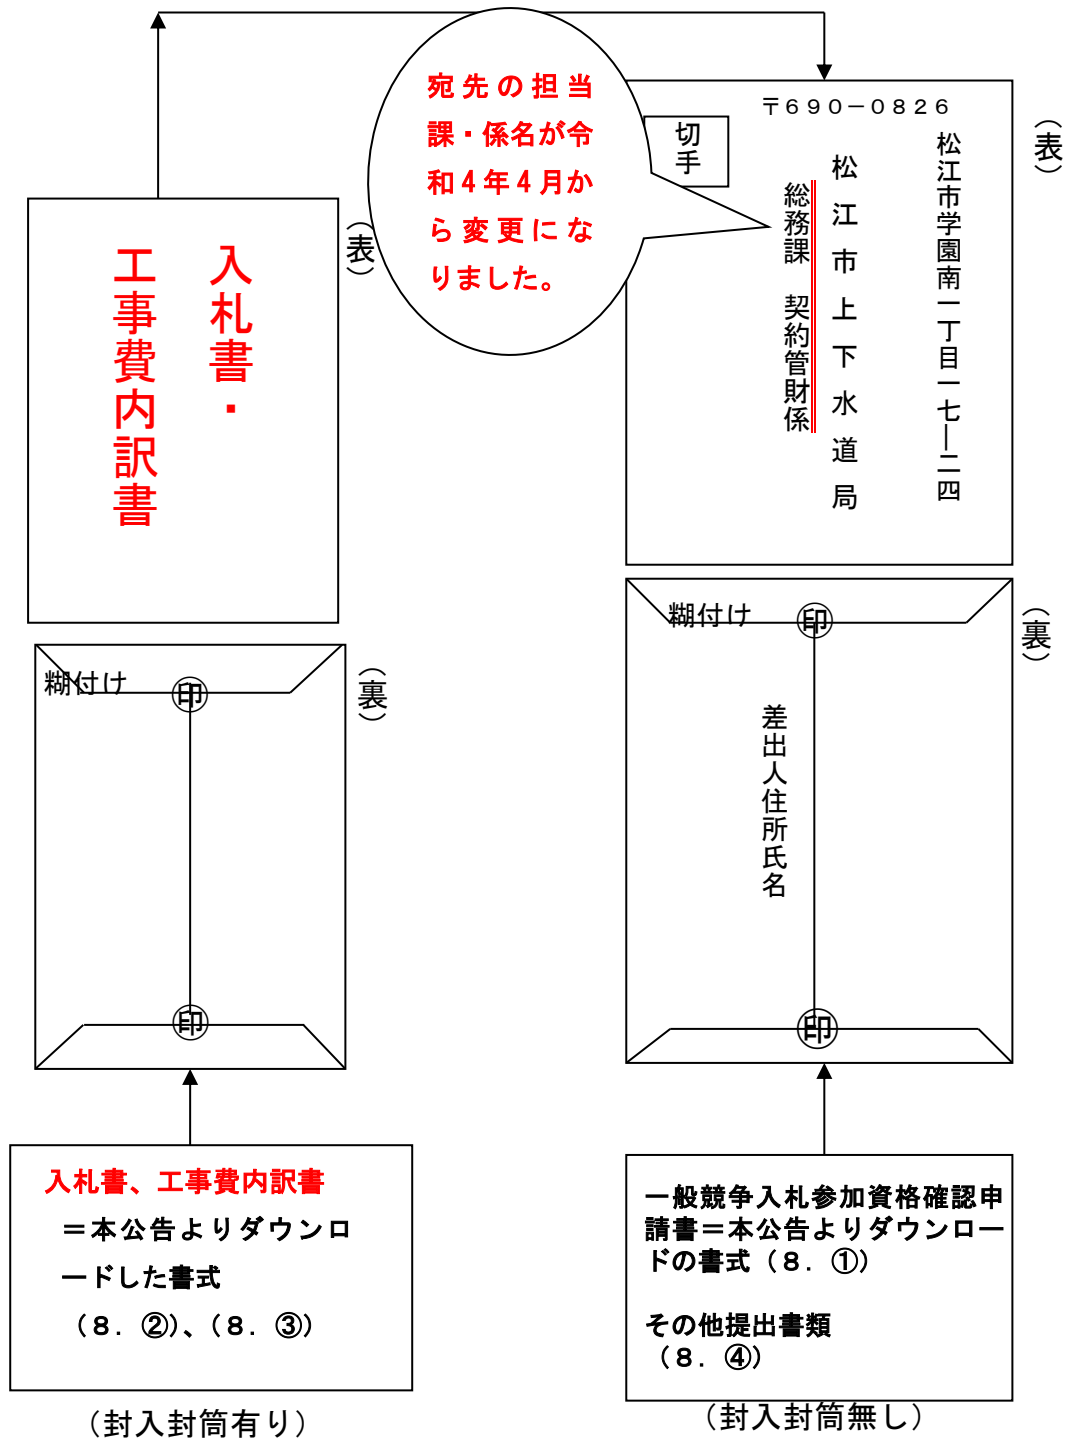 宛先の担当
課・係名が令
和4年4月か
ら変更にな
りました。
〒６９０－０８２６
切手
松江市学園南一丁目一七―二四
松江市上下水道局
総務課　契約管財係
（表）
入札書・
工事費内訳書
（表）
糊付け
印
印
（裏）
糊付け
印
差出人住所氏名
印
（裏）
入札書、工事費内訳書
＝本公告よりダウンロ
ードした書式
（８．②）、（８．③）
（封入封筒有り）
一般競争入札参加資格確認申
請書＝本公告よりダウンロー
ドの書式（８．①）
その他提出書類
（８．④）
（封入封筒無し）